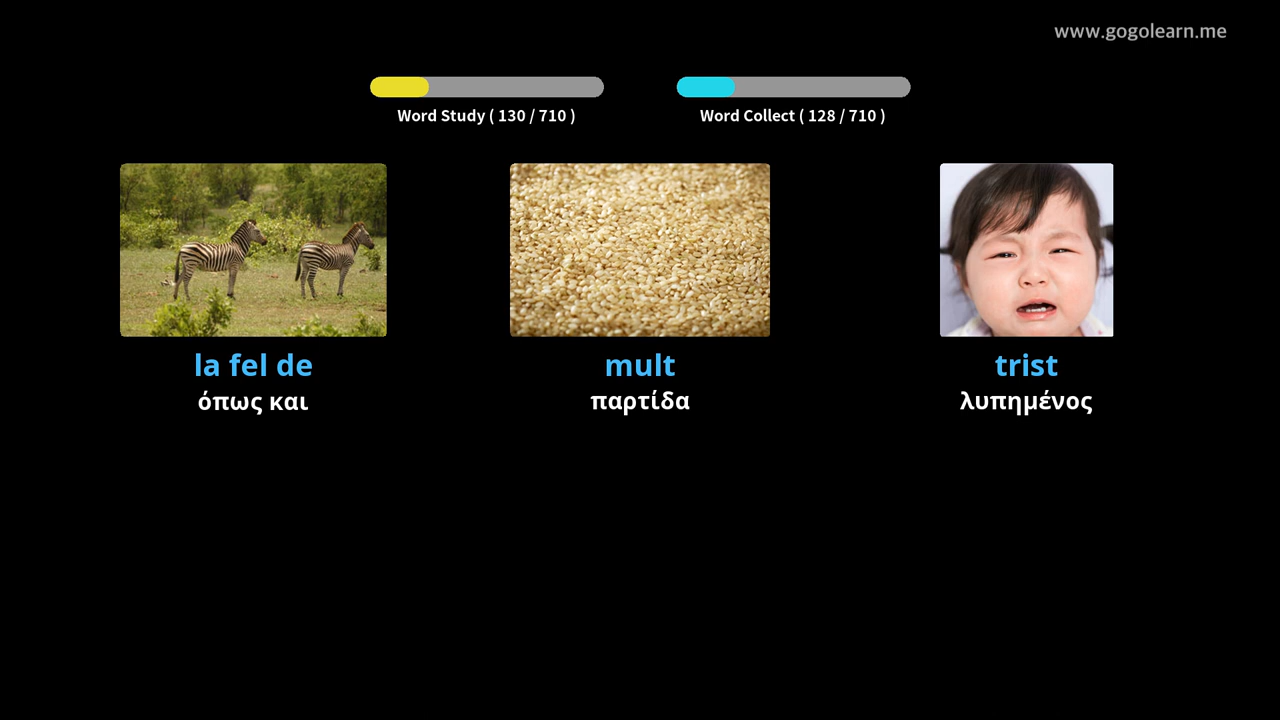 www.gogolearn.me
Word Study ( 130 / 710 )
Word Collect ( 128 / 710 )
la fel de
όπως και
mult
παρτίδα
trist
λυπημένος